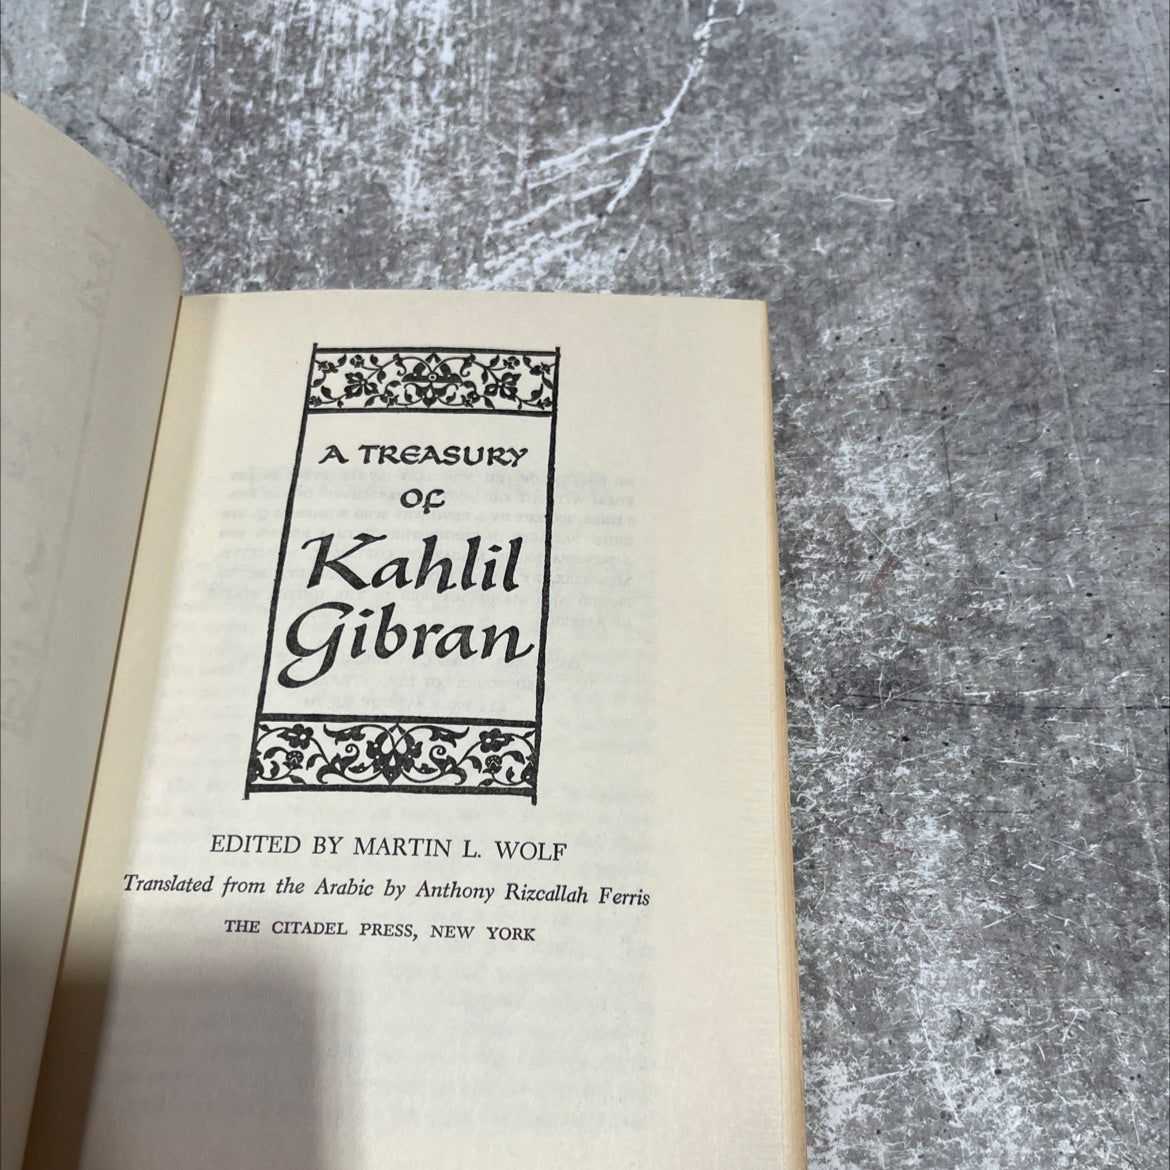 A TREASURY
OF
Kahlil
Gibran
EDITED BY MARTIN L. WOLF
Translated from the Arabic by Anthony Rizcallah Ferris
THE CITADEL PRESS, NEW YORK